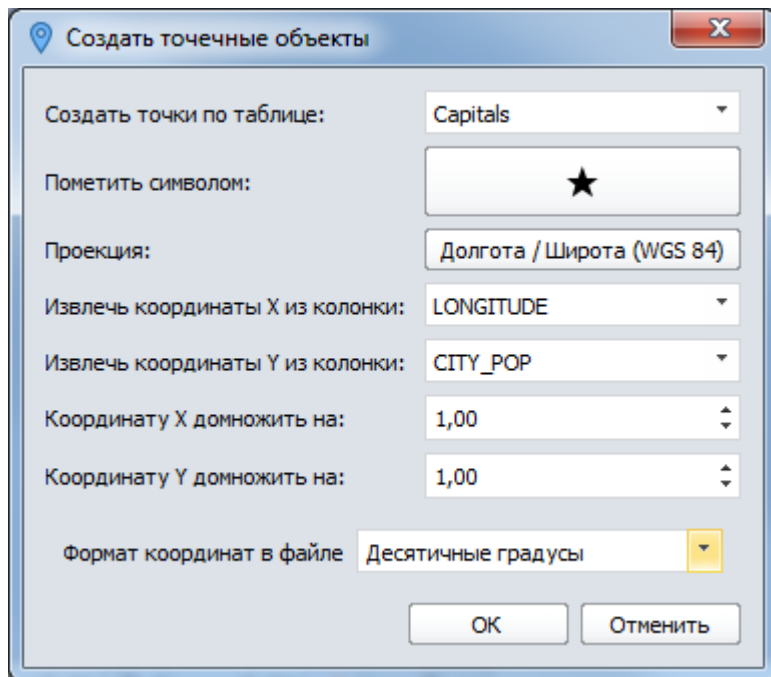 Создать точечные объекты
Создать точки по таблице: Capitals
Пометить символом:
Проекция: Долгота / Широта (WGS 84)
Извлечь координаты X из колонки: LONGITUDE
Извлечь координаты Y из колонки: CITY_POP
Координату X домножить на: 1,00
Координату Y домножить на: 1,00
Формат координат в файле Десятичные градусы
ОК Отменить